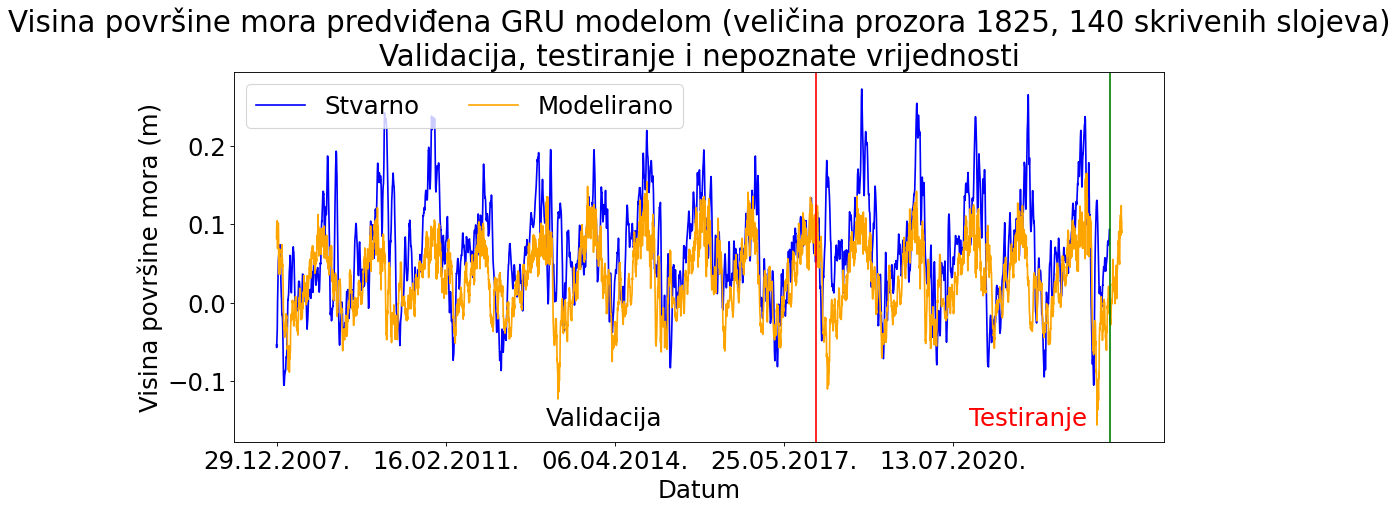 Visina površine mora predviđena GRU modelom (veličina prozora 1825, 140 skrivenih slojeva)
Validacija, testiranje i nepoznate vrijednosti
Stvarno
Modelirano
Visina površine mora (m)
0.2
0.1
0.0
−0.1
Validacija
Testiranje
29.12.2007.
16.02.2011.
06.04.2014.
25.05.2017.
13.07.2020.
Datum